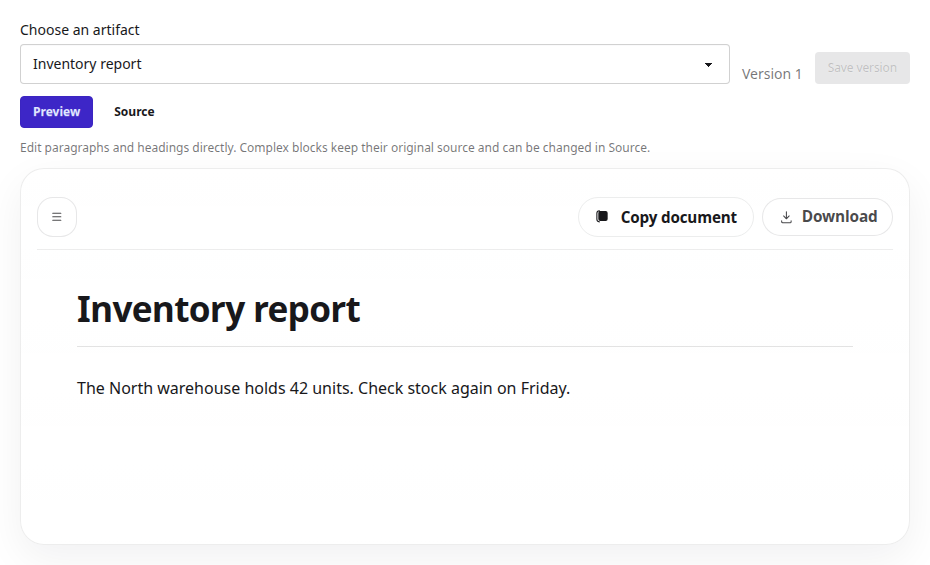 Choose an artifact
Inventory report
Version 1
Save version
Preview
Source
Edit paragraphs and headings directly. Complex blocks keep their original source and can be changed in Source.
Copy document
Download
Inventory report
The North warehouse holds 42 units. Check stock again on Friday.